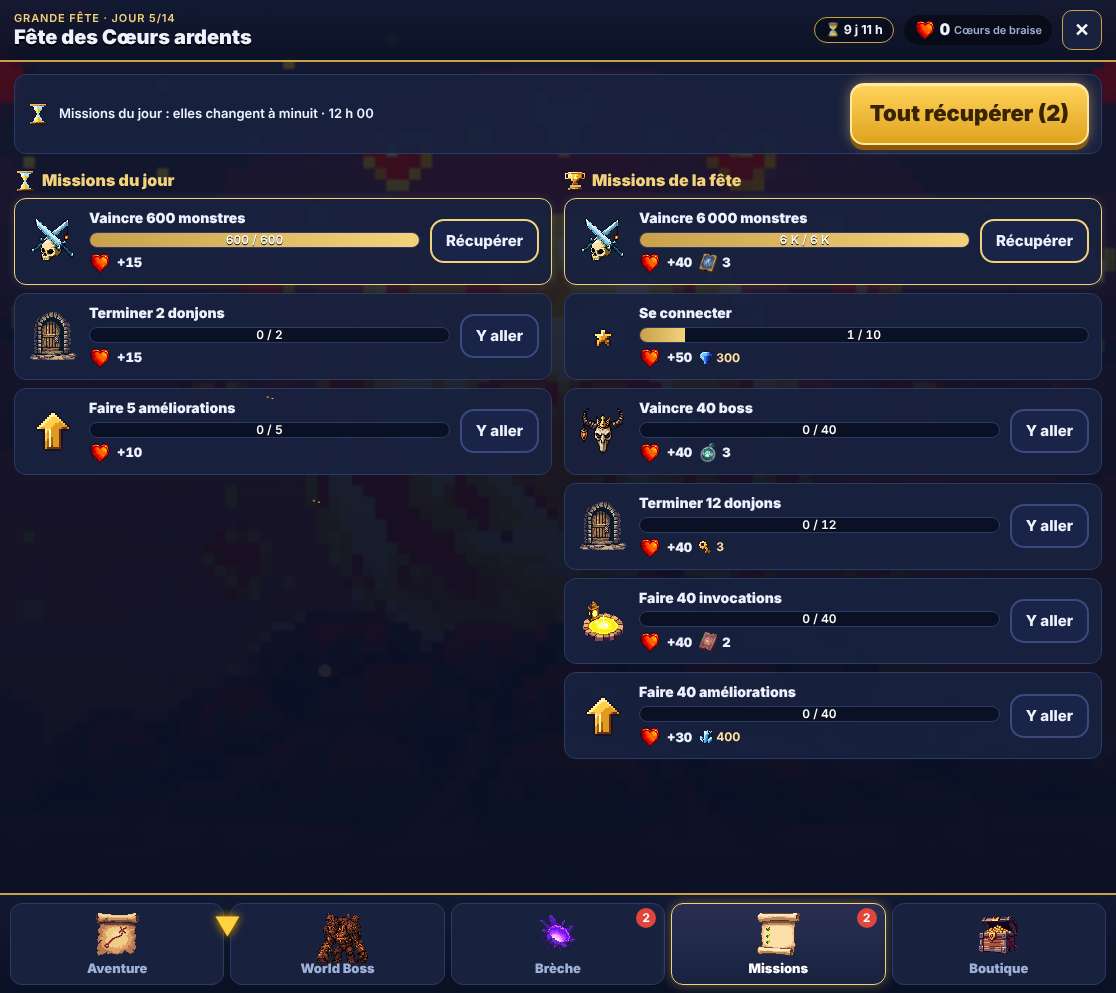 GRANDE FÊTE · JOUR 5/14
Fête des Cœurs ardents
9 j 11 h
0 Cœurs de braise
✕
Missions du jour : elles changent à minuit · 12 h 00
Tout récupérer (2)
Missions du jour
Vaincre 600 monstres
600 / 600
+15
Récupérer
Terminer 2 donjons
0 / 2
+15
Y aller
Faire 5 améliorations
0 / 5
+10
Y aller
Missions de la fête
Vaincre 6 000 monstres
6 K / 6 K
+40 3
Récupérer
Se connecter
1 / 10
+50 300
Vaincre 40 boss
0 / 40
+40 3
Y aller
Terminer 12 donjons
0 / 12
+40 3
Y aller
Faire 40 invocations
0 / 40
+40 2
Y aller
Faire 40 améliorations
0 / 40
+30 400
Y aller
Aventure
World Boss
2
Brèche
2
Missions
Boutique